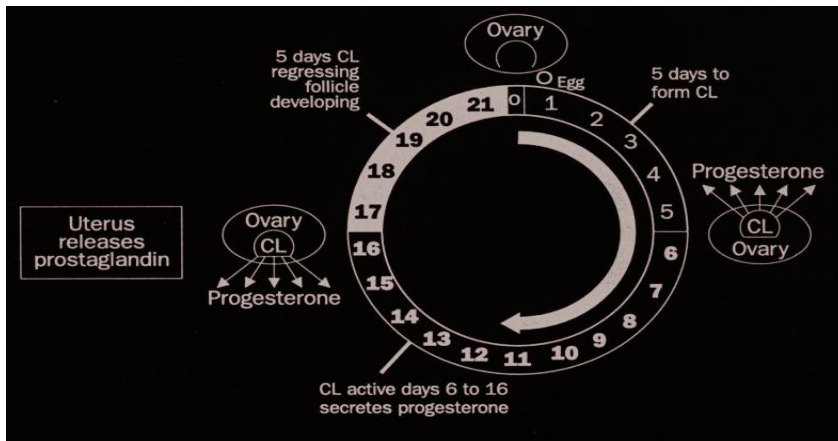 Ovary
Egg
5 days CL
regressing
follicle
developing
5 days to
form CL
0
1
2
3
4
5
6
7
8
9
10
11
12
13
14
15
16
17
18
19
20
21
Progesterone
CL
Ovary
Uterus
releases
prostaglandin
Ovary
CL
Progesterone
CL active days 6 to 16
secretes progesterone